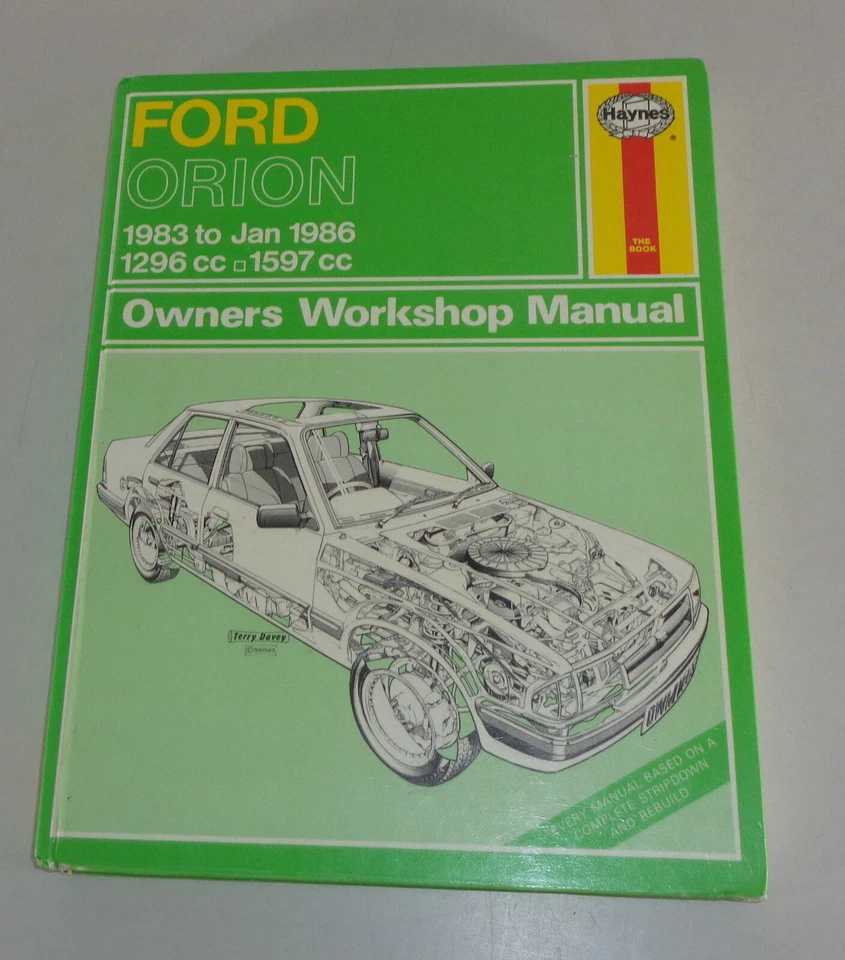 FORD
ORION
1983 to Jan 1986
1296 cc □ 1597 cc
Haynes
®
THE
BOOK
Owners Workshop Manual
Terry Davey
© HAYNES
EVERY MANUAL BASED ON A
COMPLETE STRIPDOWN
AND REBUILD